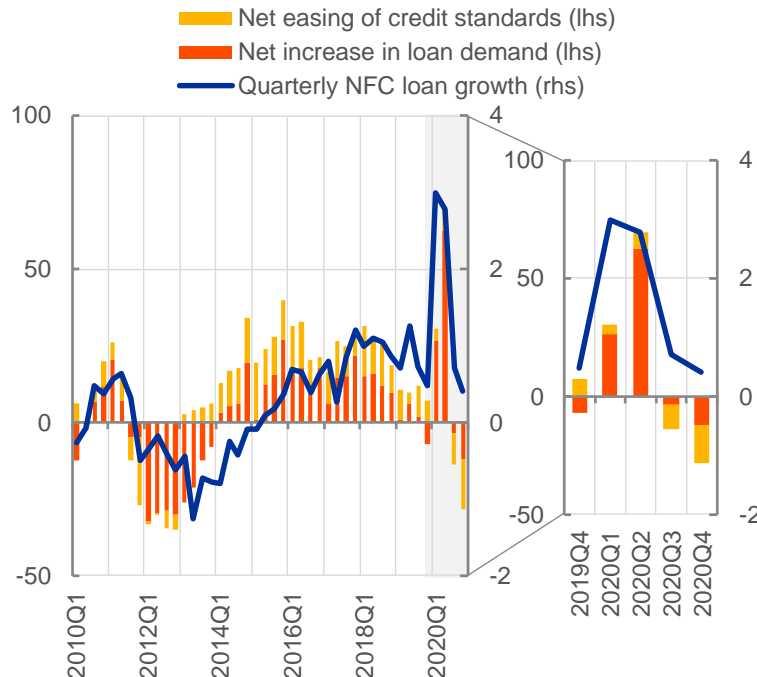 Net easing of credit standards (lhs)
Net increase in loan demand (lhs)
Quarterly NFC loan growth (rhs)
100
50
0
-50
4
2
0
-2
2010Q1
2012Q1
2014Q1
2016Q1
2018Q1
2020Q1
100
50
0
-50
4
2
0
-2
2019Q4
2020Q1
2020Q2
2020Q3
2020Q4